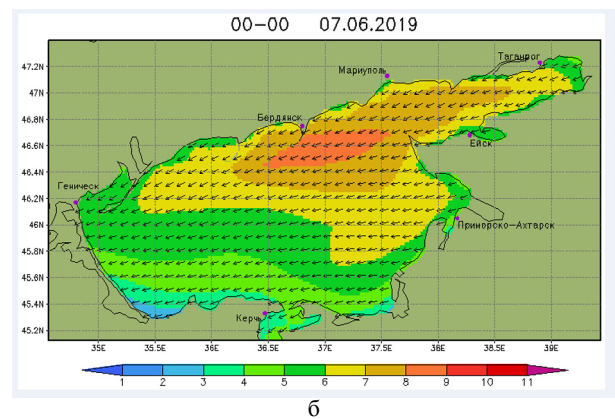 00-00 07.06.2019
47.2N
47N
46.8N
46.6N
46.4N
46.2N
46N
45.8N
45.6N
45.4N
45.2N
Таганрог
Мариуполь
Бердянск
Ейск
Геническ
Приморско-Ахтарск
Керчь
35E 35.5E 36E 36.5E 37E 37.5E 38E 38.5E 39E
1 2 3 4 5 6 7 8 9 10 11
б